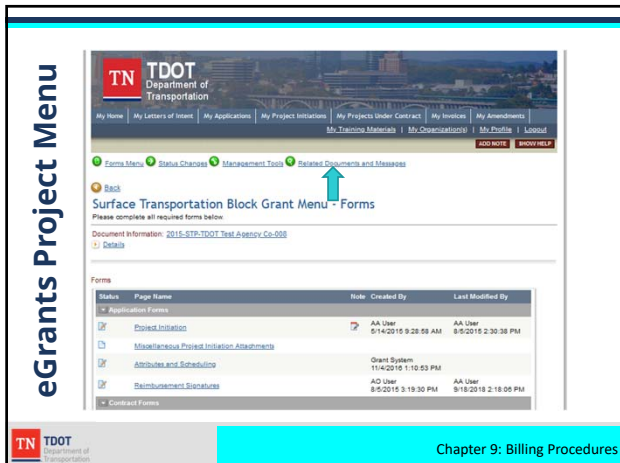 eGrants Project Menu
TN TDOT
Department of
Transportation
My Home My Letters of Intent My Applications My Project Initiations My Projects Under Contract My Invoices My Amendments
My Training Materials | My Organization(s) | My Profile | Logout
ADD NOTE SHOW HELP
Forms Menu Status Changes Management Tools Related Documents and Messages
Back
Surface Transportation Block Grant Menu - Forms
Please complete all required forms below.
Document Information: 2015-STP-TDOT Test Agency Co-008
Details
Forms
Status Page Name Note Created By Last Modified By
Application Forms
Project Initiation AA User AA User
5/14/2015 9:28:58 AM 8/5/2015 2:30:38 PM
Miscellaneous Project Initiation Attachments
Attributes and Scheduling Grant System
11/4/2016 1:10:53 PM
Reimbursement Signatures AO User AA User
8/5/2015 3:19:30 PM 9/18/2018 2:18:06 PM
Contract Forms
TN TDOT
Department of
Transportation
Chapter 9: Billing Procedures